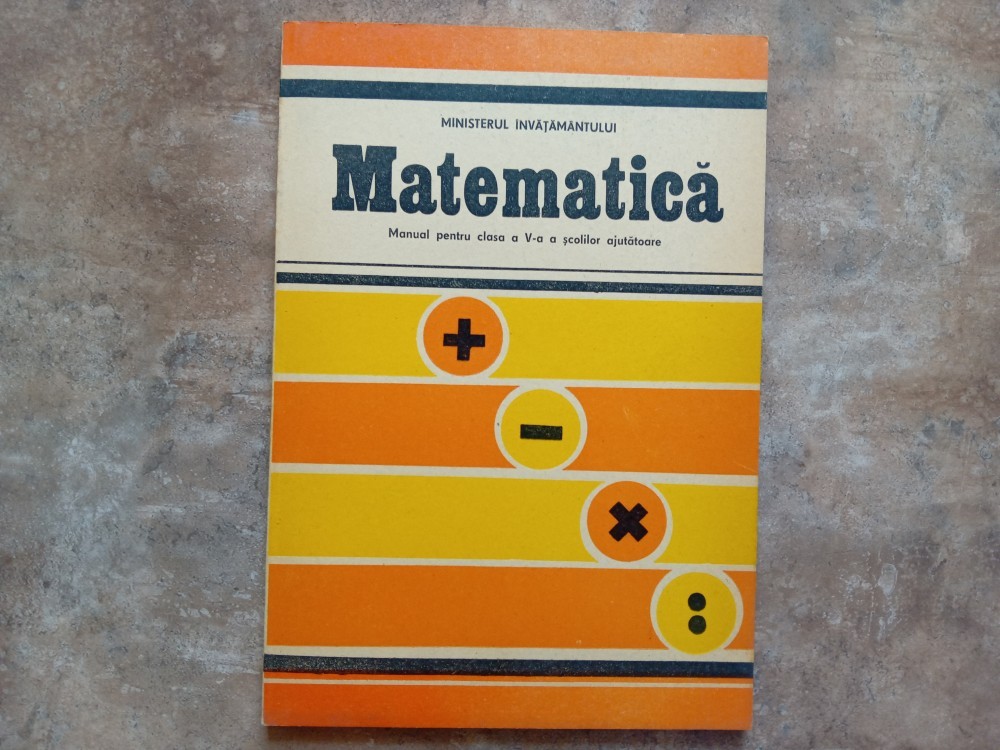 MINISTERUL ÎNVĂȚĂMÂNTULUI
Matematică
Manual pentru clasa a V-a a școlilor ajutătoare
+
−
×
: